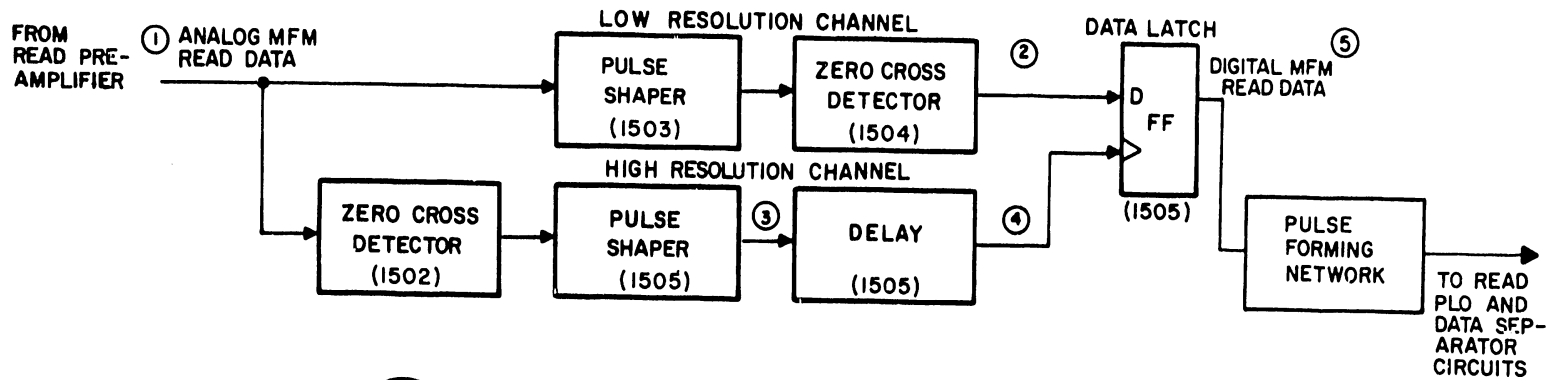 FROM
READ PRE-
AMPLIFIER
① ANALOG MFM
READ DATA
LOW RESOLUTION CHANNEL
PULSE
SHAPER
(1503)
ZERO CROSS
DETECTOR
(1504)
②
DATA LATCH
D
FF
(1505)
DIGITAL MFM
READ DATA
⑤
HIGH RESOLUTION CHANNEL
ZERO CROSS
DETECTOR
(1502)
PULSE
SHAPER
(1505)
③
DELAY
(1505)
④
PULSE
FORMING
NETWORK
TO READ
PLO AND
DATA SEP-
ARATOR
CIRCUITS